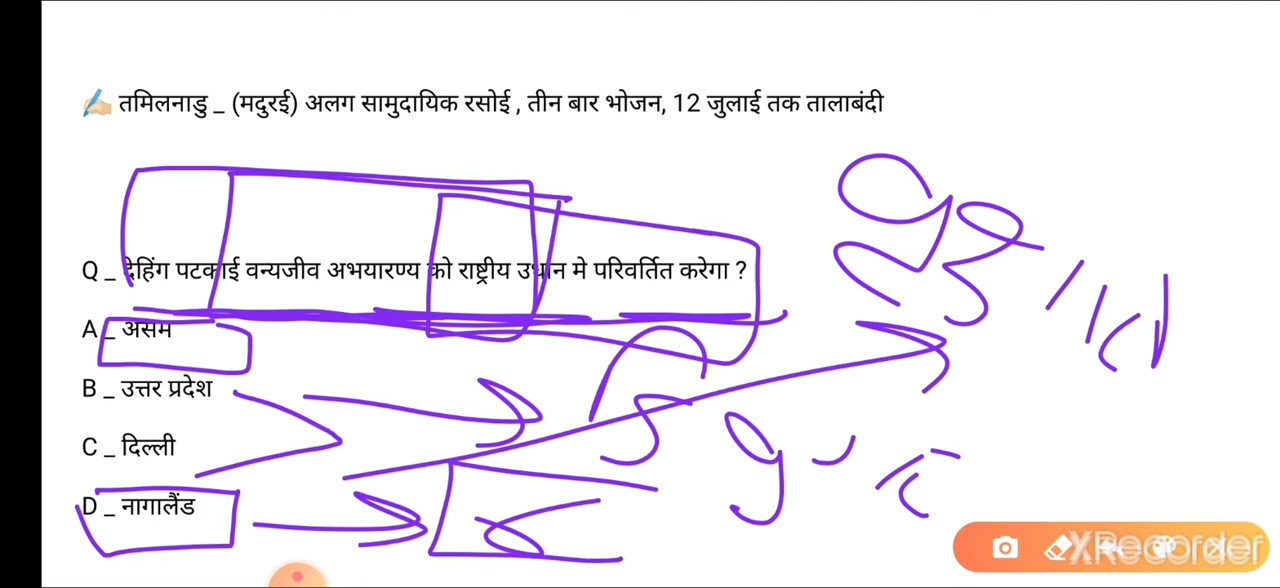 ✍🏻 तमिलनाडु _ (मदुरई) अलग सामुदायिक रसोई , तीन बार भोजन, 12 जुलाई तक तालाबंदी
Q _ देहिंग पटकाई वन्यजीव अभयारण्य को राष्ट्रीय उधान मे परिवर्तित करेगा ?
A _ असम
B _ उत्तर प्रदेश
C _ दिल्ली
D _ नागालैंड
XRecorder